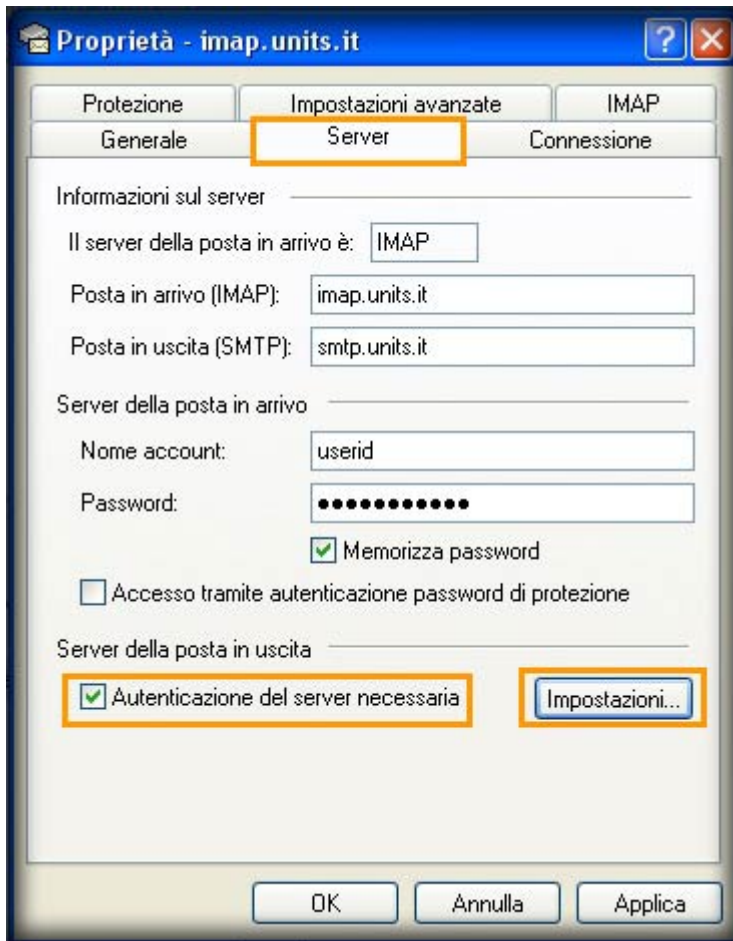 Proprietà - imap.units.it
Protezione Impostazioni avanzate IMAP
Generale Server Connessione
Informazioni sul server
Il server della posta in arrivo è: IMAP
Posta in arrivo (IMAP): imap.units.it
Posta in uscita (SMTP): smtp.units.it
Server della posta in arrivo
Nome account: userid
Password: ●●●●●●●●●●●
Memorizza password
Accesso tramite autenticazione password di protezione
Server della posta in uscita
Autenticazione del server necessaria Impostazioni...
OK Annulla Applica